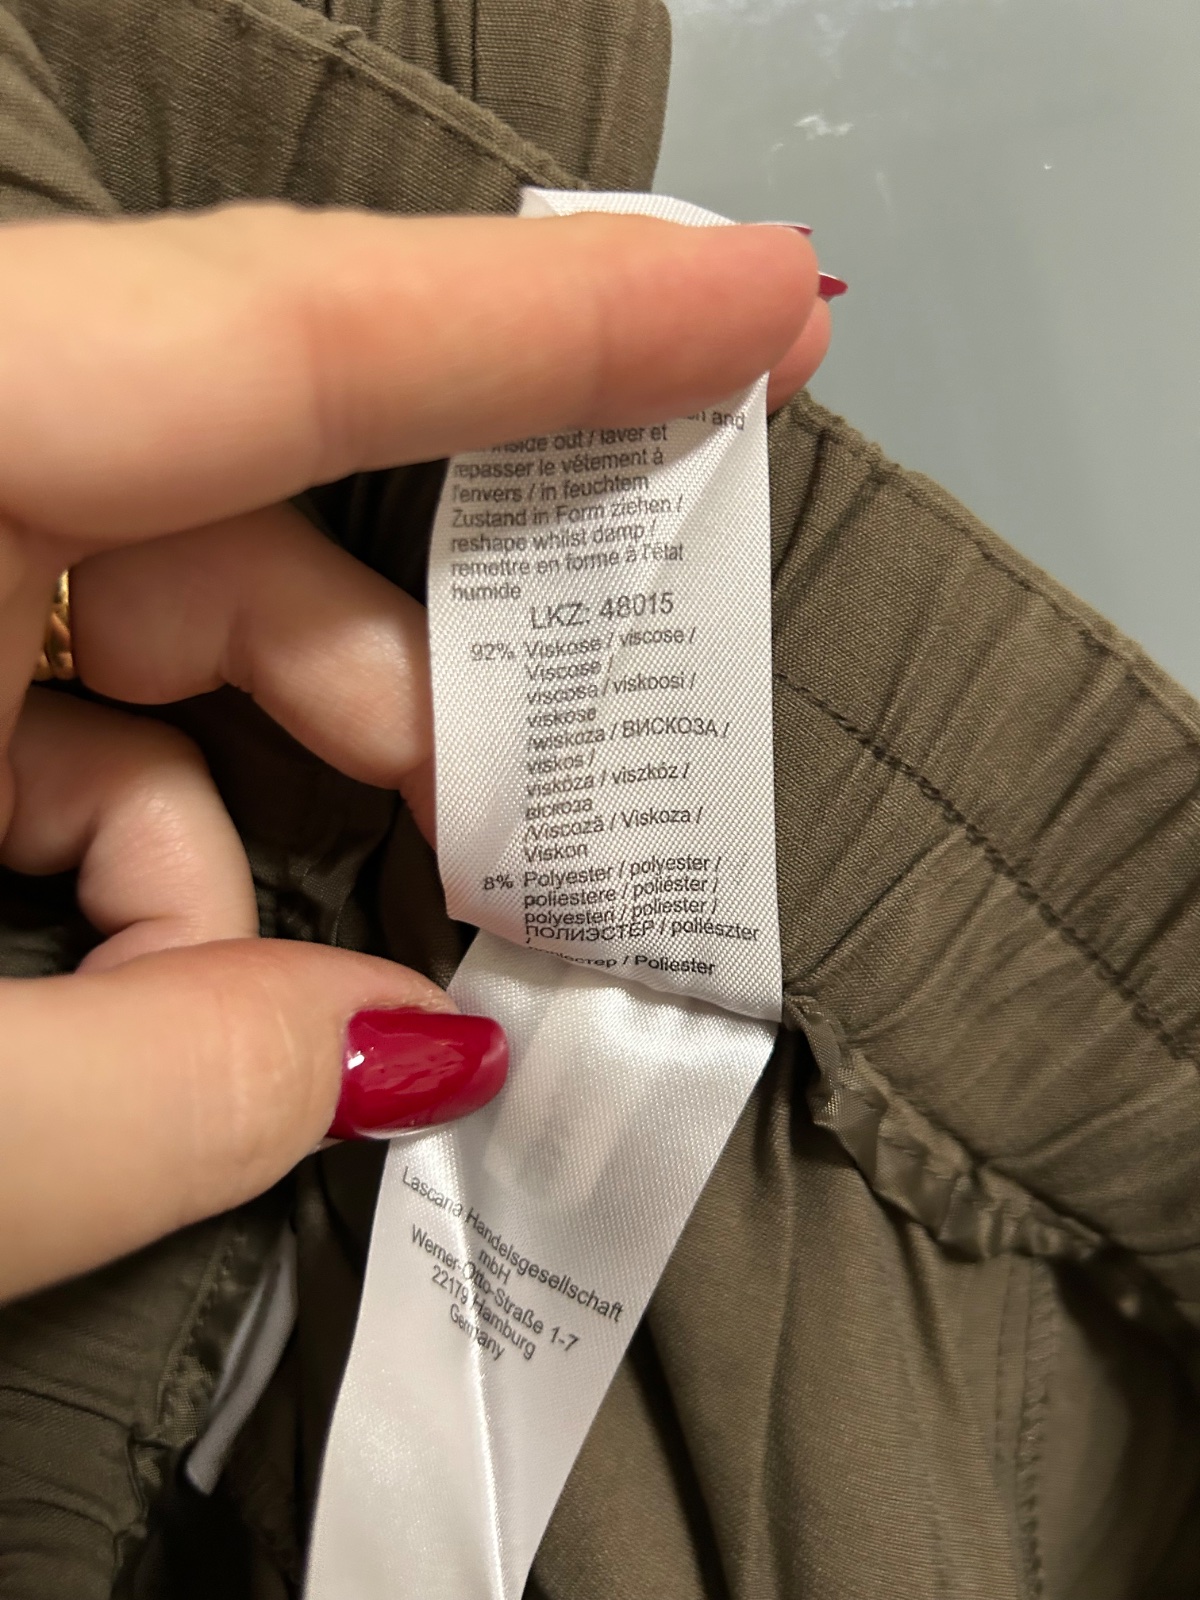 and
inside out / laver et
repasser le vêtement à
l'envers / in feuchtem
Zustand in Form ziehen /
reshape whilst damp /
remettre en forme à l'état
humide
LKZ: 48015
92% Viskose / viscose /
Viscose /
viscosa / viskoosi /
viskose
/wiskoza / ВИСКОЗА /
viskos /
viskóza / viszkóz /
віскоза
/Viscoză / Viskoza /
Viskon
8% Polyester / polyester /
poliestere / poliéster /
polyesteri / poliester /
ПОЛИЭСТЕР / poliészter
/
/ Poliester
Lascana Handelsgesellschaft
mbH
Werner-Otto-Straße 1-7
22179 Hamburg
Germany